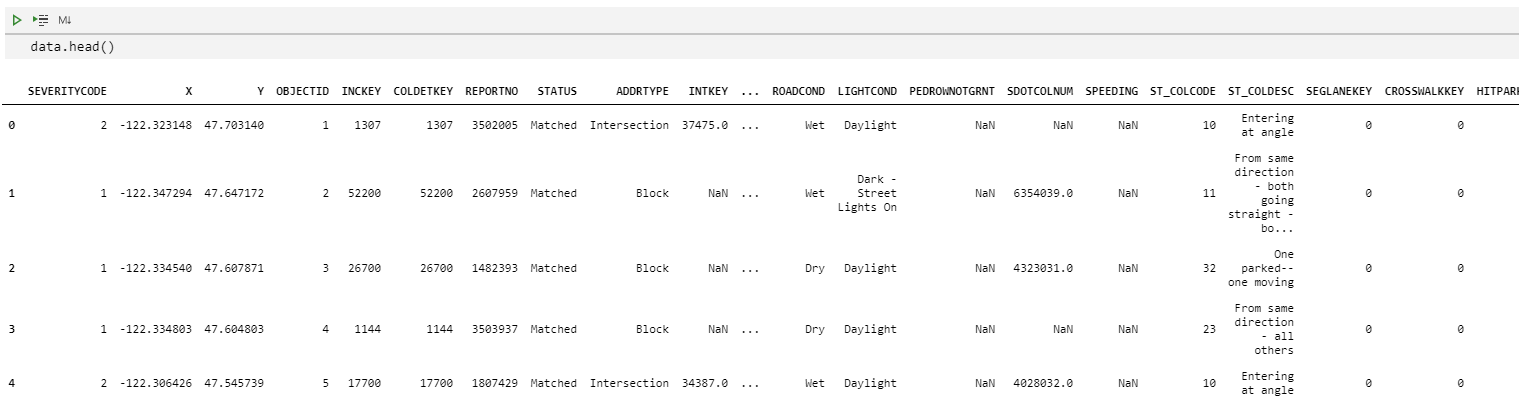 M↓
data.head()
SEVERITYCODE X Y OBJECTID INCKEY COLDETKEY REPORTNO STATUS ADDRTYPE INTKEY ... ROADCOND LIGHTCOND PEDROWNOTGRNT SDOTCOLNUM SPEEDING ST_COLCODE ST_COLDESC SEGLANEKEY CROSSWALKKEY HITPARK
0 2 -122.323148 47.703140 1 1307 1307 3502005 Matched Intersection 37475.0 ... Wet Daylight NaN NaN NaN 10 Entering at angle 0 0
1 1 -122.347294 47.647172 2 52200 52200 2607959 Matched Block NaN ... Wet Dark - Street Lights On NaN 6354039.0 NaN 11 From same direction - both going straight - bo... 0 0
2 1 -122.334540 47.607871 3 26700 26700 1482393 Matched Block NaN ... Dry Daylight NaN 4323031.0 NaN 32 One parked-- one moving 0 0
3 1 -122.334803 47.604803 4 1144 1144 3503937 Matched Block NaN ... Dry Daylight NaN NaN NaN 23 From same direction - all others 0 0
4 2 -122.306426 47.545739 5 17700 17700 1807429 Matched Intersection 34387.0 ... Wet Daylight NaN 4028032.0 NaN 10 Entering at angle 0 0